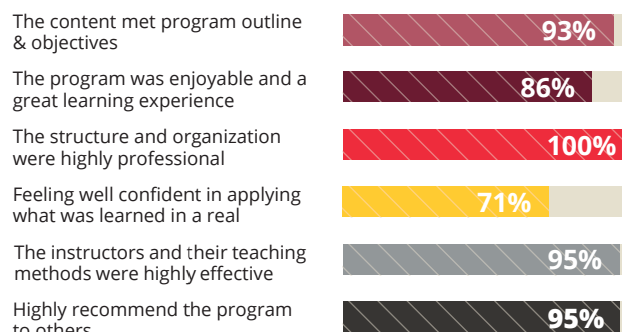 The content met program outline
& objectives
93%
The program was enjoyable and a
great learning experience
86%
The structure and organization
were highly professional
100%
Feeling well confident in applying
what was learned in a real
71%
The instructors and their teaching
methods were highly effective
95%
Highly recommend the program
to others
95%